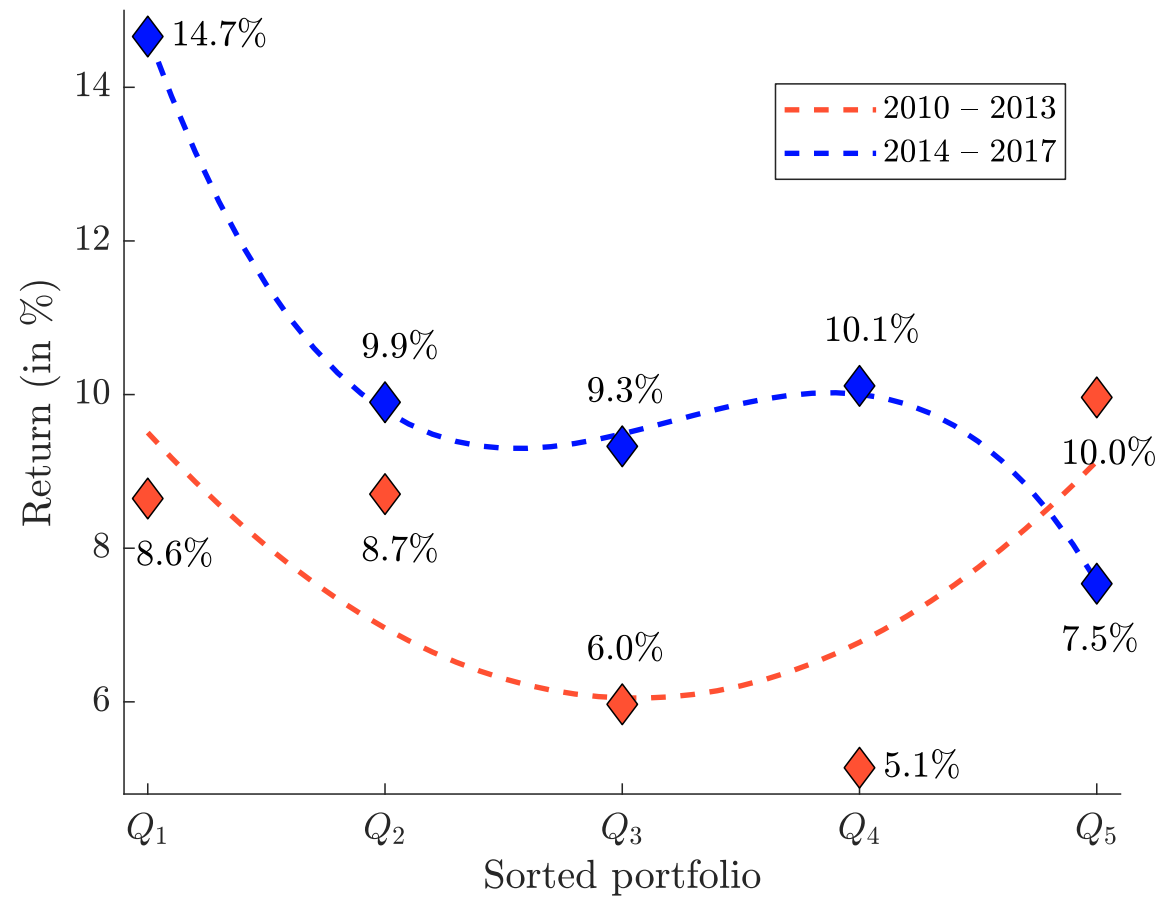 14.7%
14
2010 – 2013
2014 – 2017
12
9.9%
10.1%
9.3%
10
10.0%
Return (in %)
8
8.6%
8.7%
7.5%
6.0%
6
5.1%
Q1
Q2
Q3
Q4
Q5
Sorted portfolio